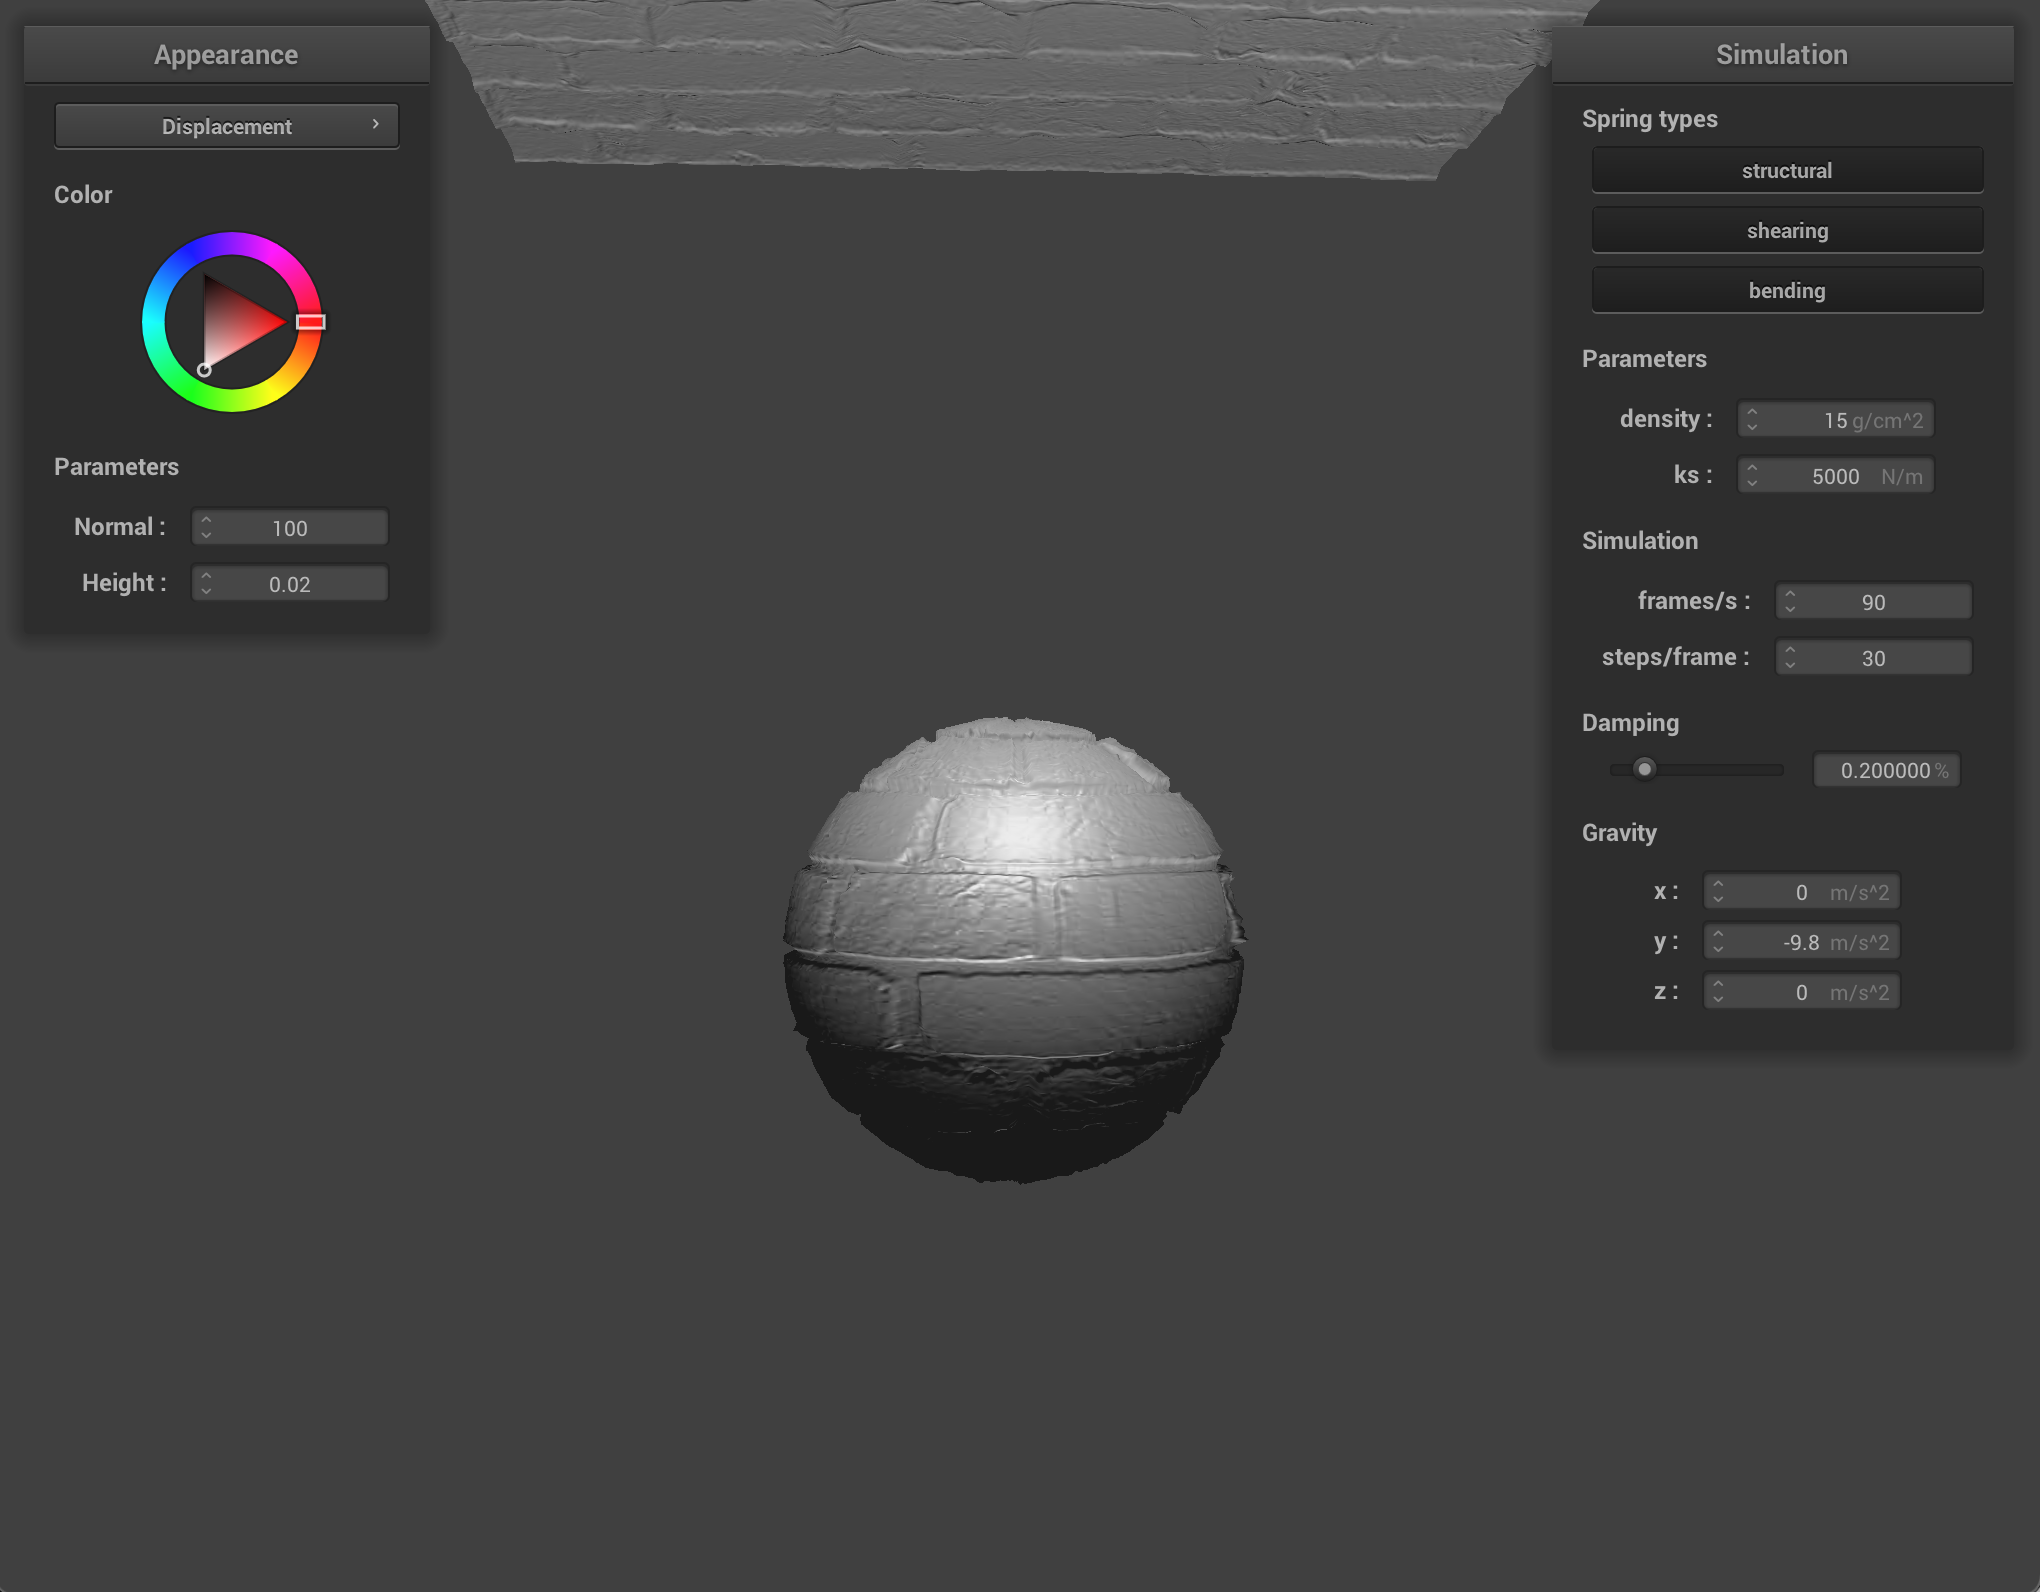 Appearance
Displacement
Color
Parameters
Normal : 100
Height : 0.02
Simulation
Spring types
structural
shearing
bending
Parameters
density : 15 g/cm^2
ks : 5000 N/m
Simulation
frames/s : 90
steps/frame : 30
Damping
0.200000 %
Gravity
x : 0 m/s^2
y : -9.8 m/s^2
z : 0 m/s^2